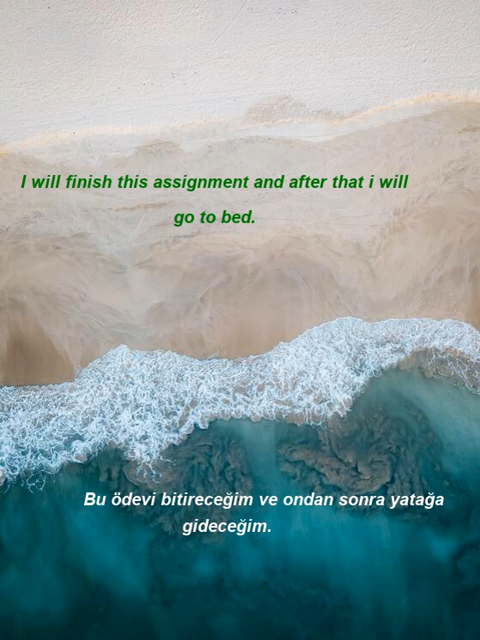 I will finish this assignment and after that i will
go to bed.
Bu ödevi bitireceğim ve ondan sonra yatağa
gideceğim.